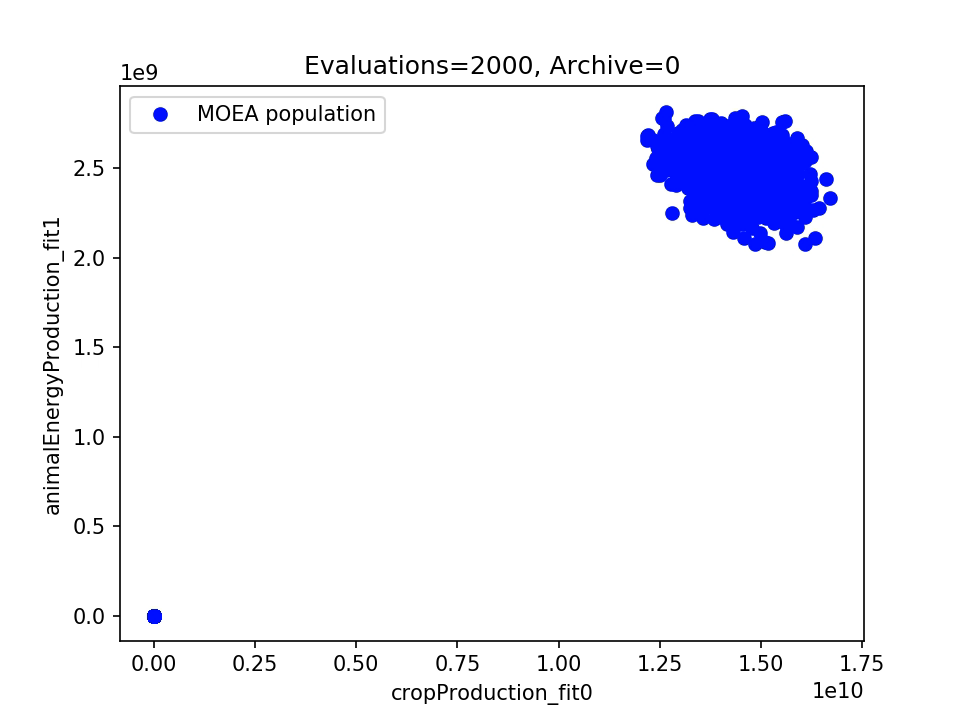 Evaluations=2000, Archive=0
1e9
MOEA population
animalEnergyProduction_fit1
2.5
2.0
1.5
1.0
0.5
0.0
0.00 0.25 0.50 0.75 1.00 1.25 1.50 1.75
cropProduction_fit0
1e10